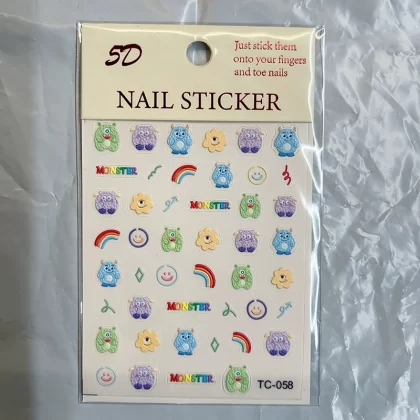 5D
Just stick them
onto your fingers
and toe nails
NAIL STICKER
MONSTER
MONSTER
MONSTER
MONSTER
TC-058